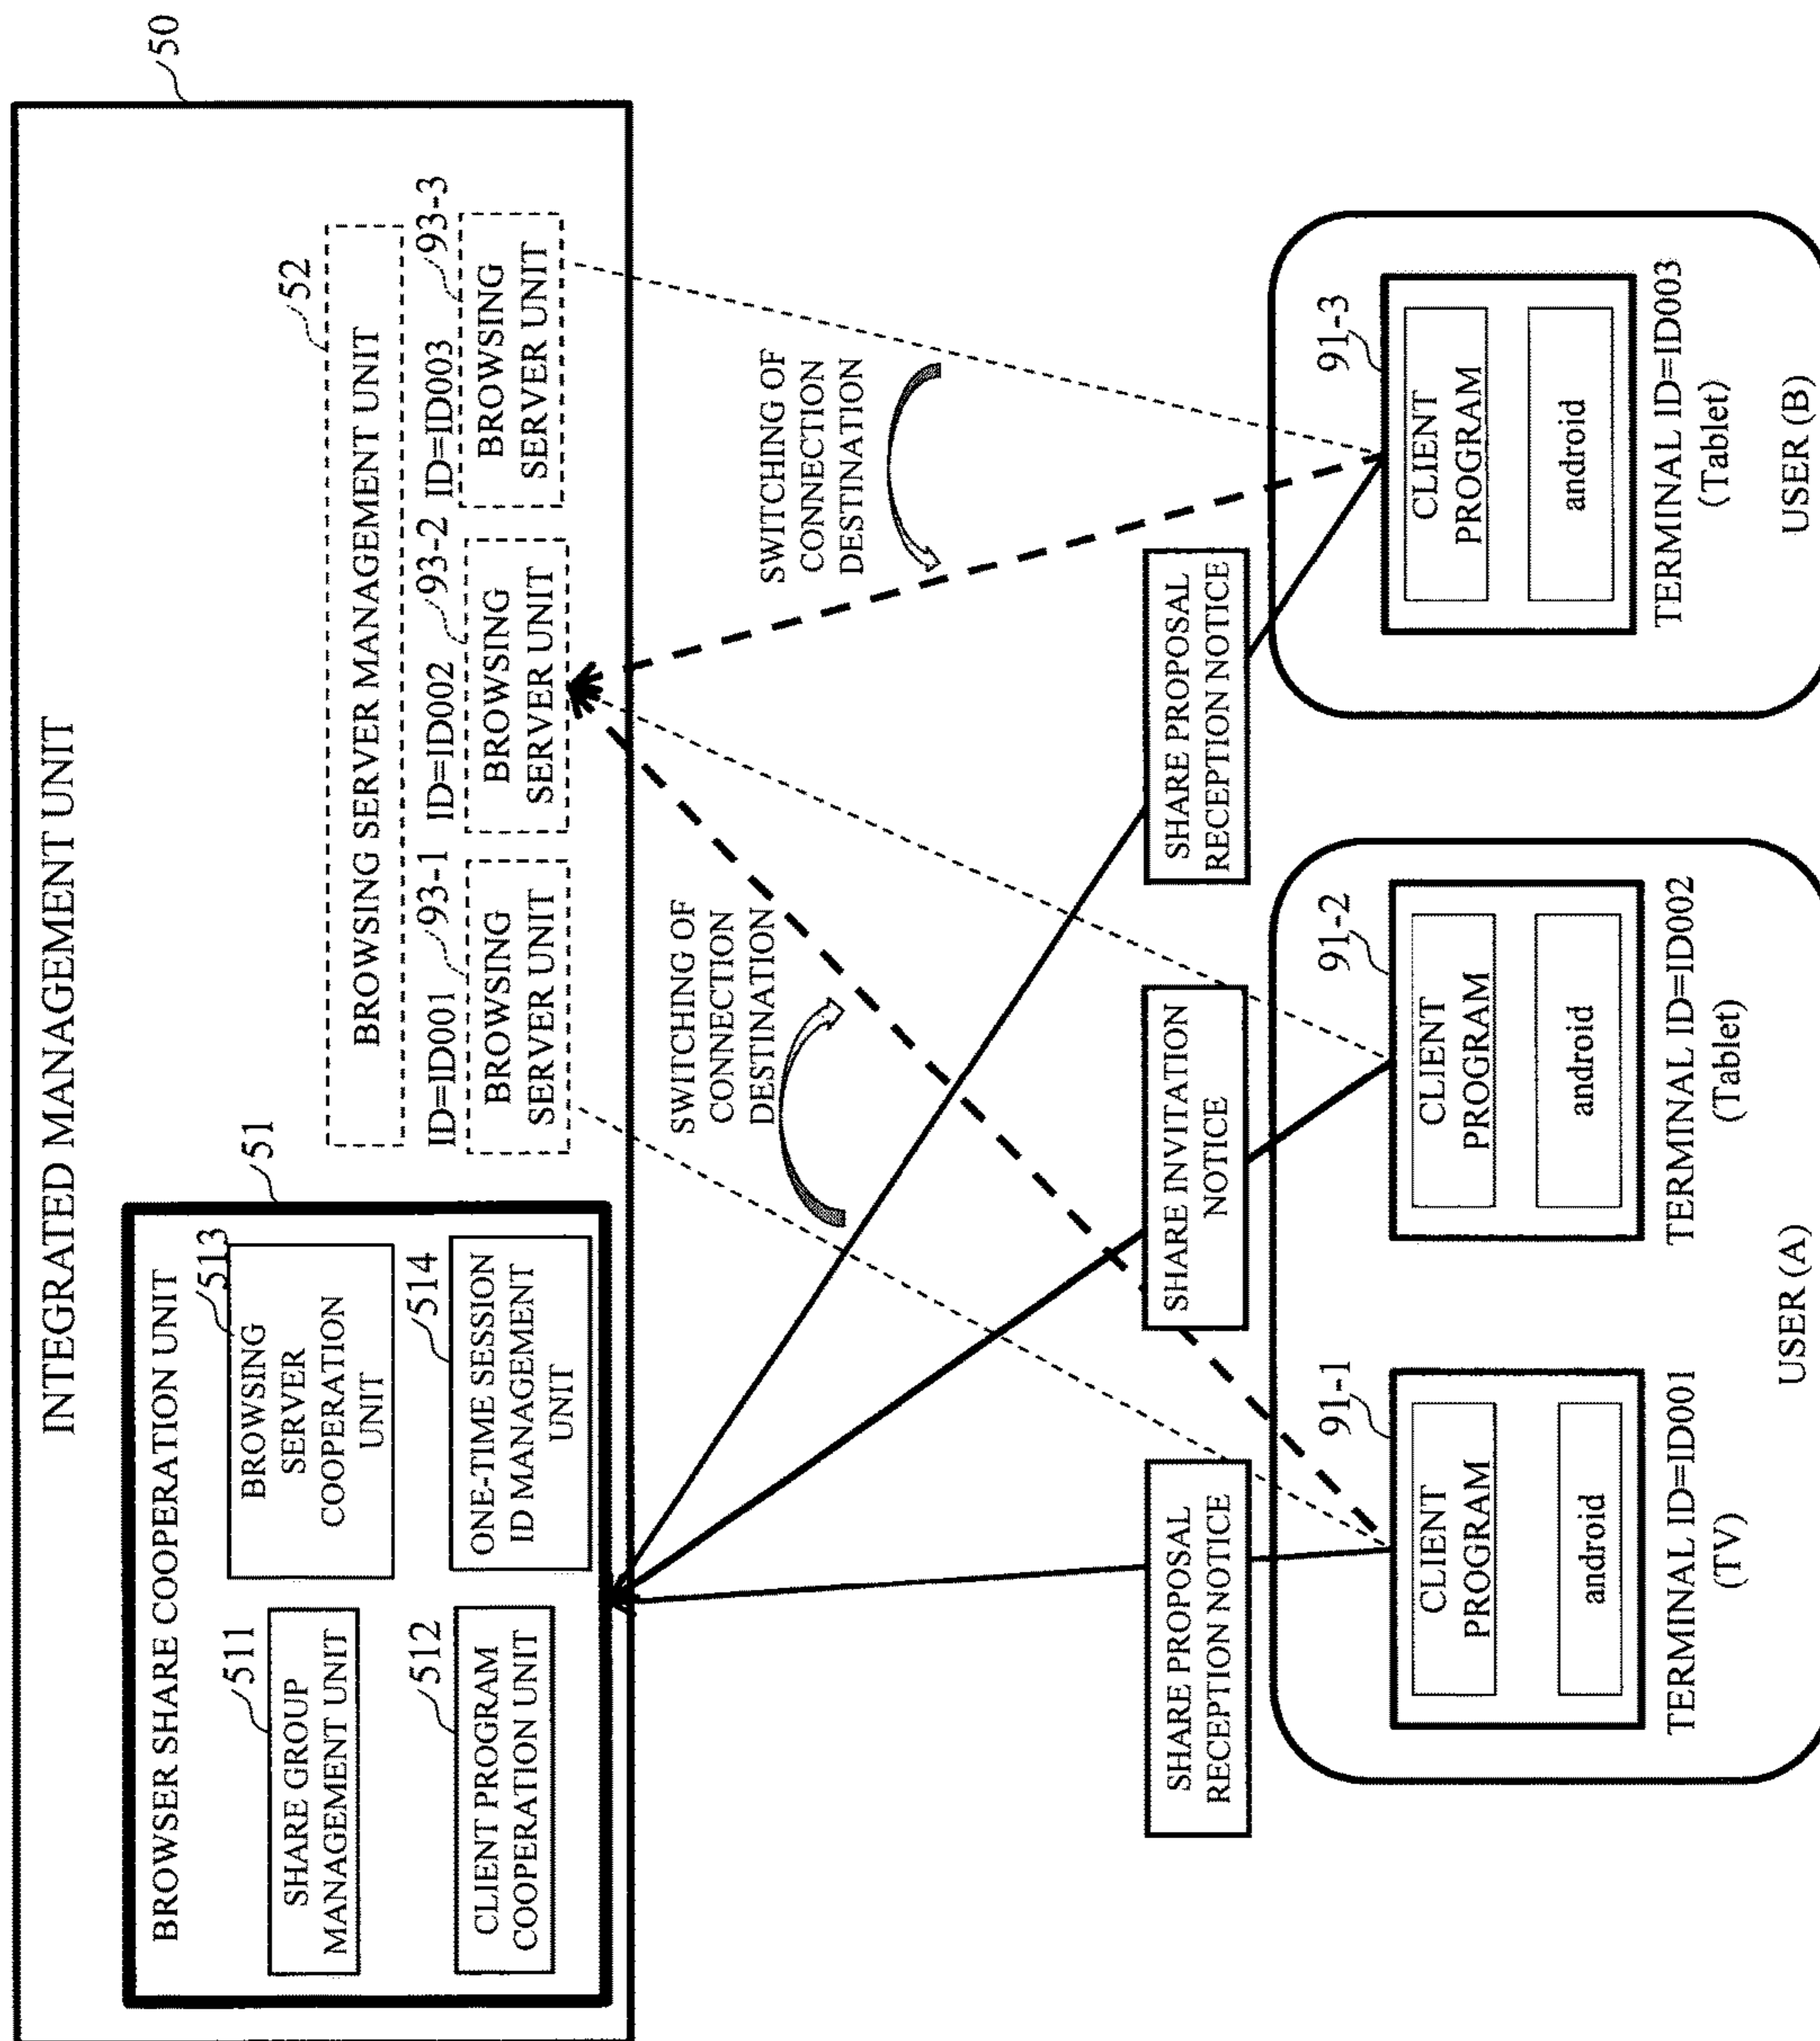 INTEGRATED MANAGEMENT UNIT
50
BROWSER SHARE COOPERATION UNIT
51
511
SHARE GROUP
MANAGEMENT UNIT
513
BROWSING
SERVER
COOPERATION
UNIT
512
CLIENT PROGRAM
COOPERATION UNIT
514
ONE-TIME SESSION
ID MANAGEMENT
UNIT
52
BROWSING SERVER MANAGEMENT UNIT
ID=ID001 93-1
BROWSING
SERVER UNIT
ID=ID002 93-2
BROWSING
SERVER UNIT
ID=ID003 93-3
BROWSING
SERVER UNIT
SWITCHING OF
CONNECTION
DESTINATION
SWITCHING OF
CONNECTION
DESTINATION
SHARE PROPOSAL
RECEPTION NOTICE
SHARE INVITATION
NOTICE
SHARE PROPOSAL
RECEPTION NOTICE
91-1
CLIENT
PROGRAM
android
TERMINAL ID=ID001
(TV)
91-2
CLIENT
PROGRAM
android
TERMINAL ID=ID002
(Tablet)
USER (A)
91-3
CLIENT
PROGRAM
android
TERMINAL ID=ID003
(Tablet)
USER (B)